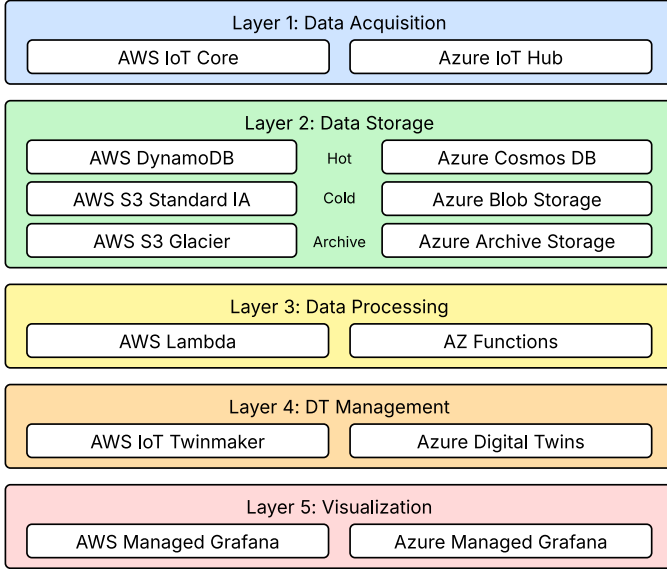 Layer 1: Data Acquisition
AWS IoT Core Azure IoT Hub
Layer 2: Data Storage
AWS DynamoDB Hot Azure Cosmos DB
AWS S3 Standard IA Cold Azure Blob Storage
AWS S3 Glacier Archive Azure Archive Storage
Layer 3: Data Processing
AWS Lambda AZ Functions
Layer 4: DT Management
AWS IoT Twinmaker Azure Digital Twins
Layer 5: Visualization
AWS Managed Grafana Azure Managed Grafana